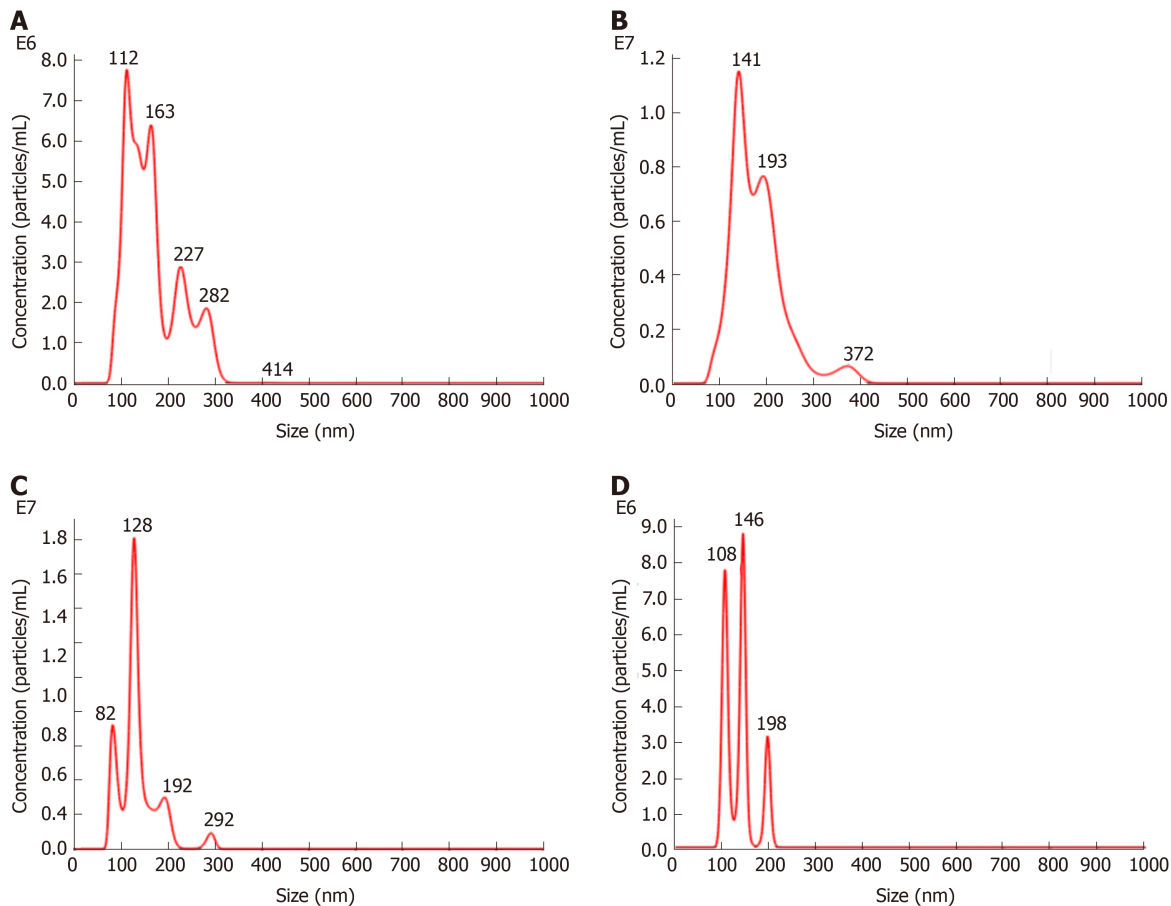 A
E6
Concentration (particles/mL)
8.0
7.0
6.0
5.0
4.0
3.0
2.0
1.0
0.0
112
163
227
282
414
0 100 200 300 400 500 600 700 800 900 1000
Size (nm)
B
E7
Concentration (particles/mL)
1.2
1.0
0.8
0.6
0.4
0.2
0.0
141
193
372
0 100 200 300 400 500 600 700 800 900 1000
Size (nm)
C
E7
Concentration (particles/mL)
1.8
1.6
1.4
1.2
1.0
0.8
0.6
0.4
0.0
82
128
192
292
0 100 200 300 400 500 600 700 800 900 1000
Size (nm)
D
E6
Concentration (particles/mL)
9.0
8.0
7.0
6.0
5.0
4.0
3.0
2.0
1.0
0.0
108
146
198
0 100 200 300 400 500 600 700 800 900 1000
Size (nm)